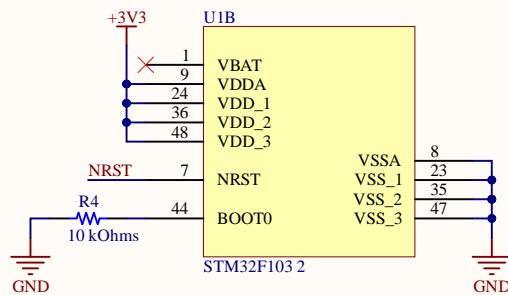 +3V3
U1B
1 VBAT
9 VDDA
24 VDD_1
36 VDD_2
48 VDD_3
VSSA 8
VSS_1 23
NRST 7 NRST
VSS_2 35
R4
VSS_3 47
44 BOOT0
10 kOhms
STM32F103 2
GND
GND